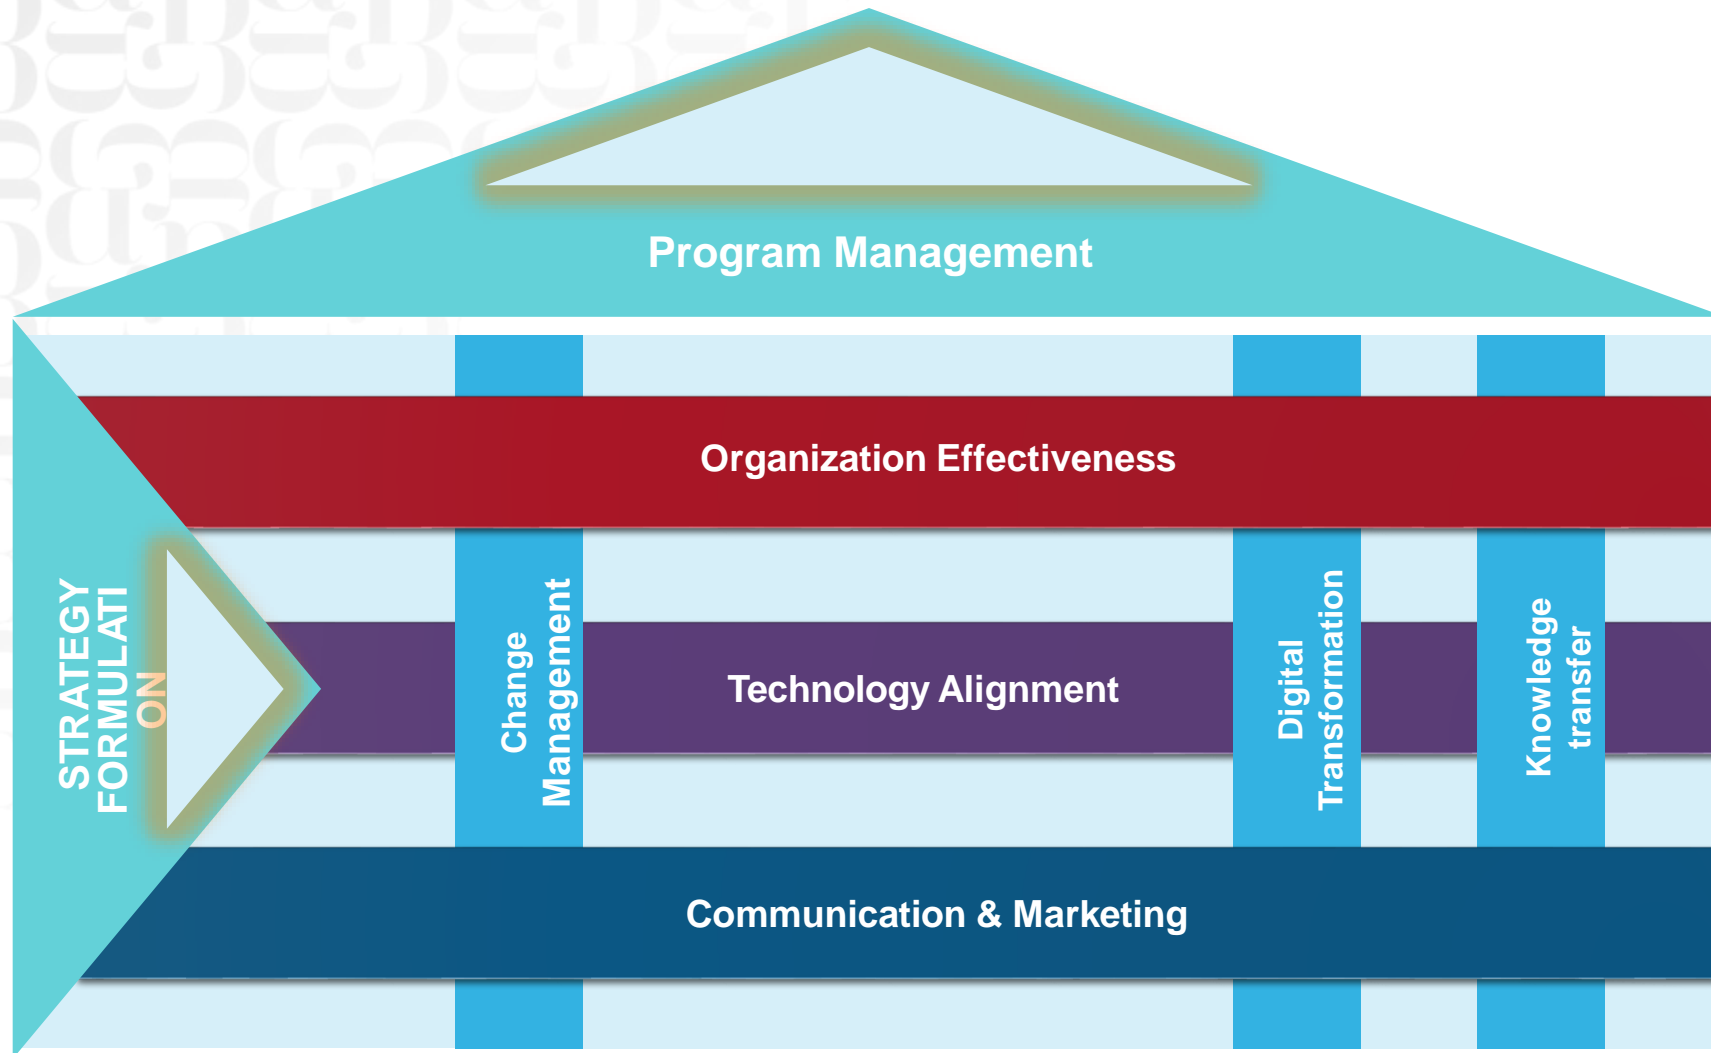 Program Management
Organization Effectiveness
STRATEGY
FORMULATI
ON
Change
Management
Technology Alignment
Digital
Transformation
Knowledge
transfer
Communication & Marketing